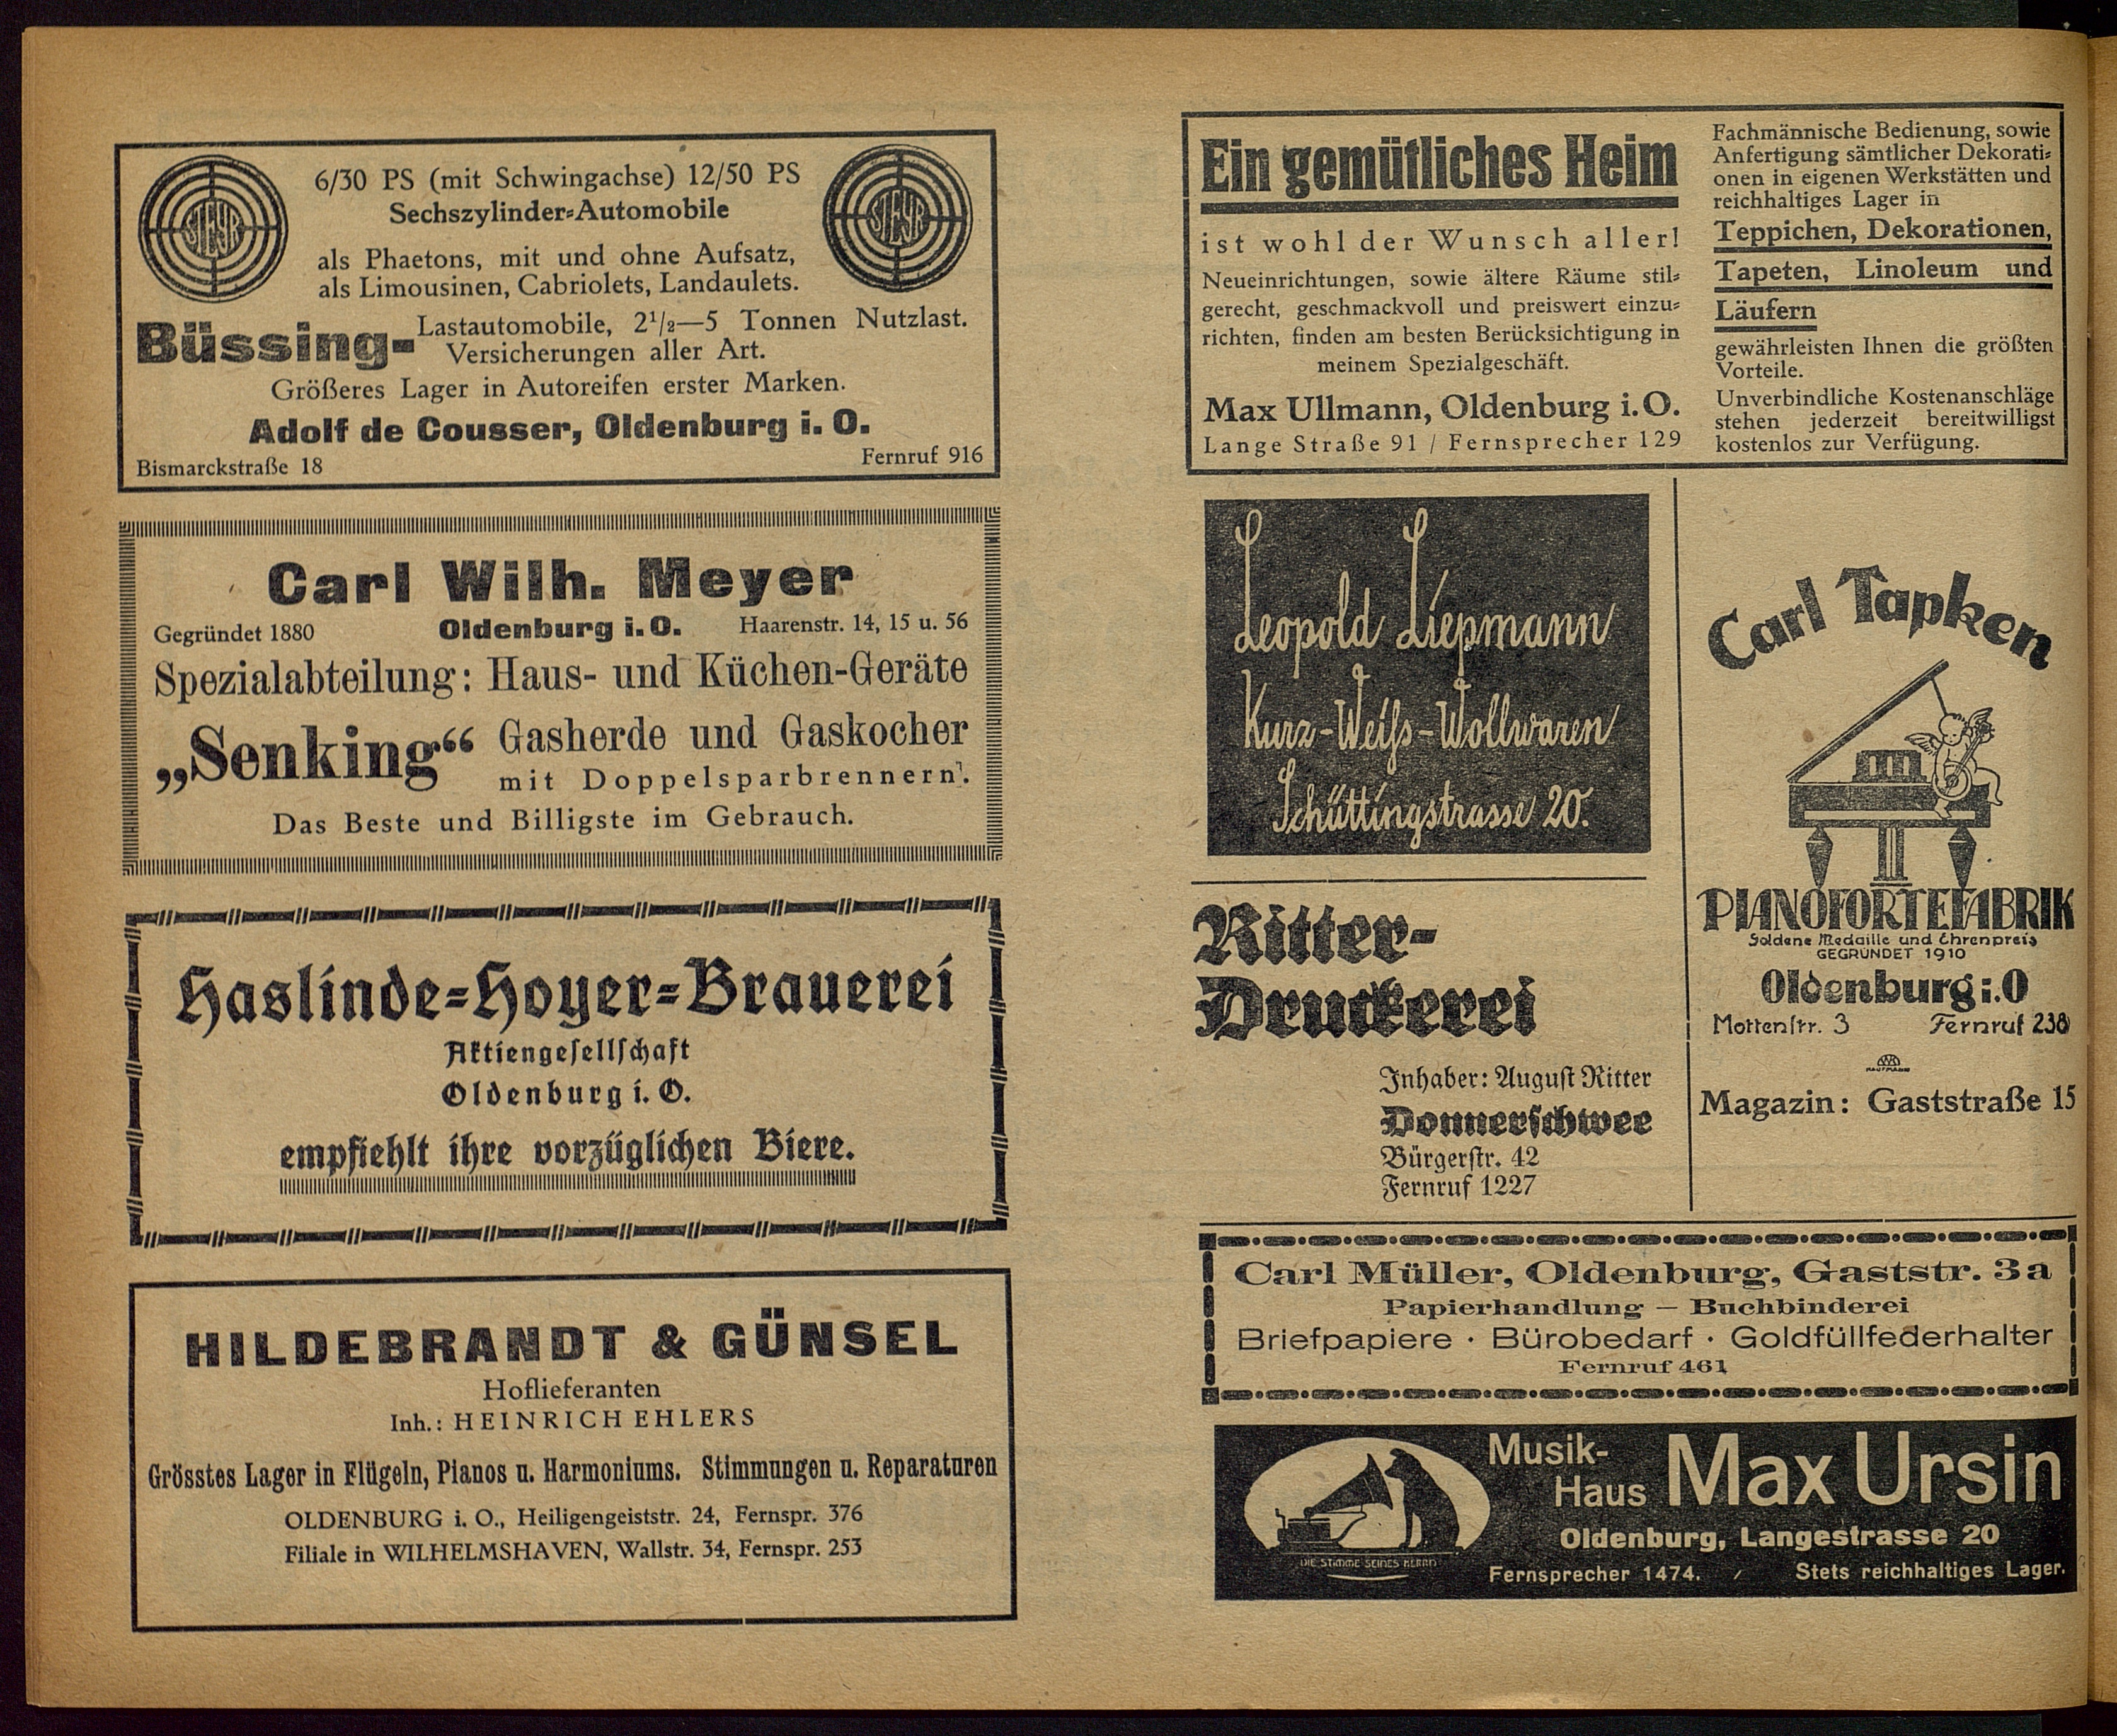 STEYR
6/30 PS (mit Schwingachse) 12/50 PS
STEYR
Sechszylinder-Automobile
als Phaetons, mit und ohne Aufsatz,
als Limousinen, Cabriolets, Landaulets.
Büssing- Lastautomobile, 2½—5 Tonnen Nutzlast.
Versicherungen aller Art.
Größeres Lager in Autoreifen erster Marken.
Adolf de Cousser, Oldenburg i. O.
Bismarckstraße 18 Fernruf 916
Carl Wilh. Meyer
Gegründet 1880 Oldenburg i. O. Haarenstr. 14, 15 u. 56
Spezialabteilung: Haus- und Küchen-Geräte
„Senking“ Gasherde und Gaskocher
mit Doppelsparbrennern.
Das Beste und Billigste im Gebrauch.
Haslinde-Hoyer-Brauerei
Aktiengesellschaft
Oldenburg i. O.
empfiehlt ihre vorzüglichen Biere.
HILDEBRANDT & GÜNSEL
Hoflieferanten
Inh.: HEINRICH EHLERS
Grösstes Lager in Flügeln, Pianos u. Harmoniums. Stimmungen u. Reparaturen
OLDENBURG i. O., Heiligengeiststr. 24, Fernspr. 376
Filiale in WILHELMSHAVEN, Wallstr. 34, Fernspr. 253
Ein gemütliches Heim
ist wohl der Wunsch aller!
Neueinrichtungen, sowie ältere Räume stil-
gerecht, geschmackvoll und preiswert einzu-
richten, finden am besten Berücksichtigung in
meinem Spezialgeschäft.
Max Ullmann, Oldenburg i. O.
Lange Straße 91 / Fernsprecher 129
Fachmännische Bedienung, sowie
Anfertigung sämtlicher Dekorati-
onen in eigenen Werkstätten und
reichhaltiges Lager in
Teppichen, Dekorationen,
Tapeten, Linoleum und
Läufern
gewährleisten Ihnen die größten
Vorteile.
Unverbindliche Kostenanschläge
stehen jederzeit bereitwilligst
kostenlos zur Verfügung.
Leopold Liepmann
Kurz-Weiſs-Wollwaren
Schüttingstrasse 20.
Ritter-
Druckerei
Inhaber: August Ritter
Donnerschwee
Bürgerstr. 42
Fernruf 1227
Carl Tapken
PIANOFORTEFABRIK
Goldene Medaille und Ehrenpreis
GEGRÜNDET 1910
Oldenburg i. O
Mottenstr. 3 Fernruf 238
Magazin: Gaststraße 15
Carl Müller, Oldenburg, Gaststr. 3a
Papierhandlung — Buchbinderei
Briefpapiere · Bürobedarf · Goldfüllfederhalter
Fernruf 461
Musik-
Haus Max Ursin
Oldenburg, Langestrasse 20
DIE STIMME SEINES HERRN
Fernsprecher 1474. / Stets reichhaltiges Lager.